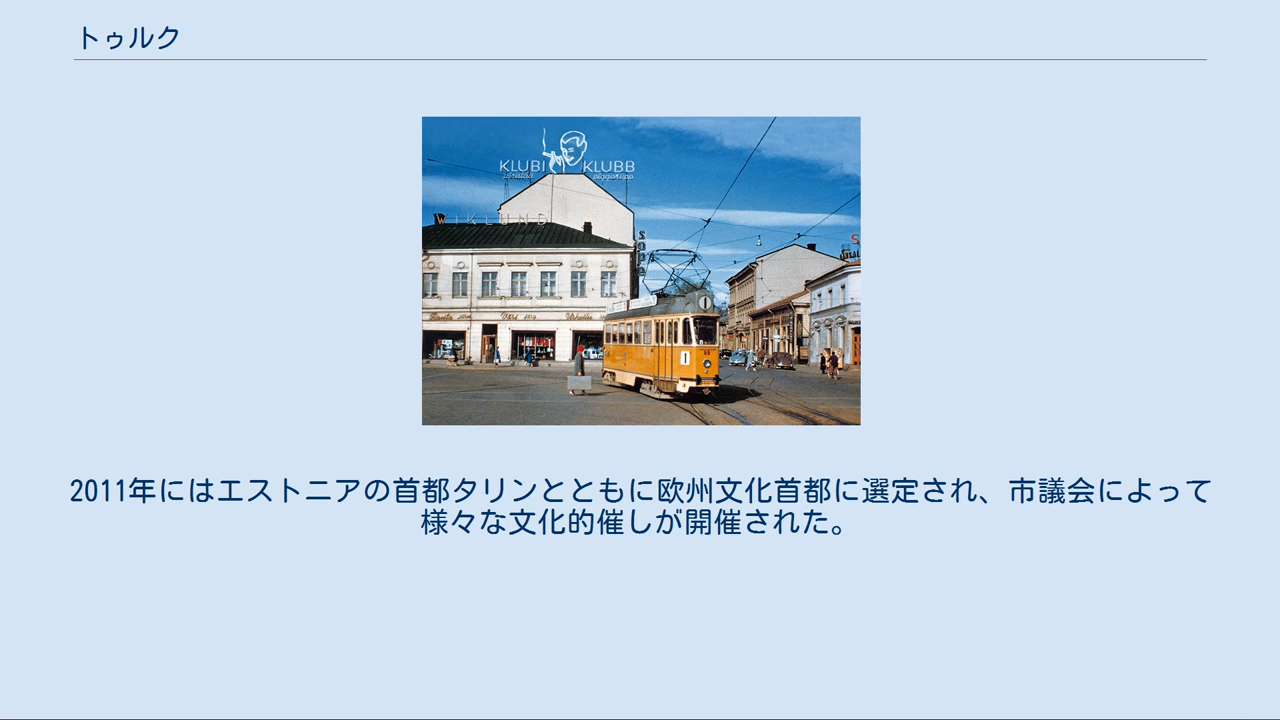 トゥルク
KLUBI KLUBB
WIKLUND
1
1
2011年にはエストニアの首都タリンとともに欧州文化首都に選定され、市議会によって
様々な文化的催しが開催された。